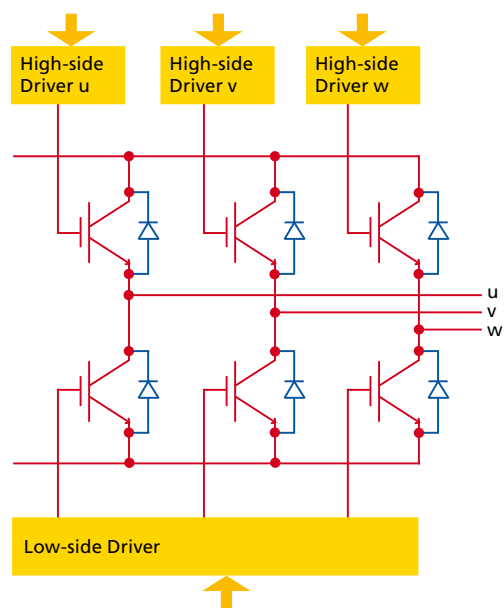 High-side
Driver u
High-side
Driver v
High-side
Driver w
u
v
w
Low-side Driver